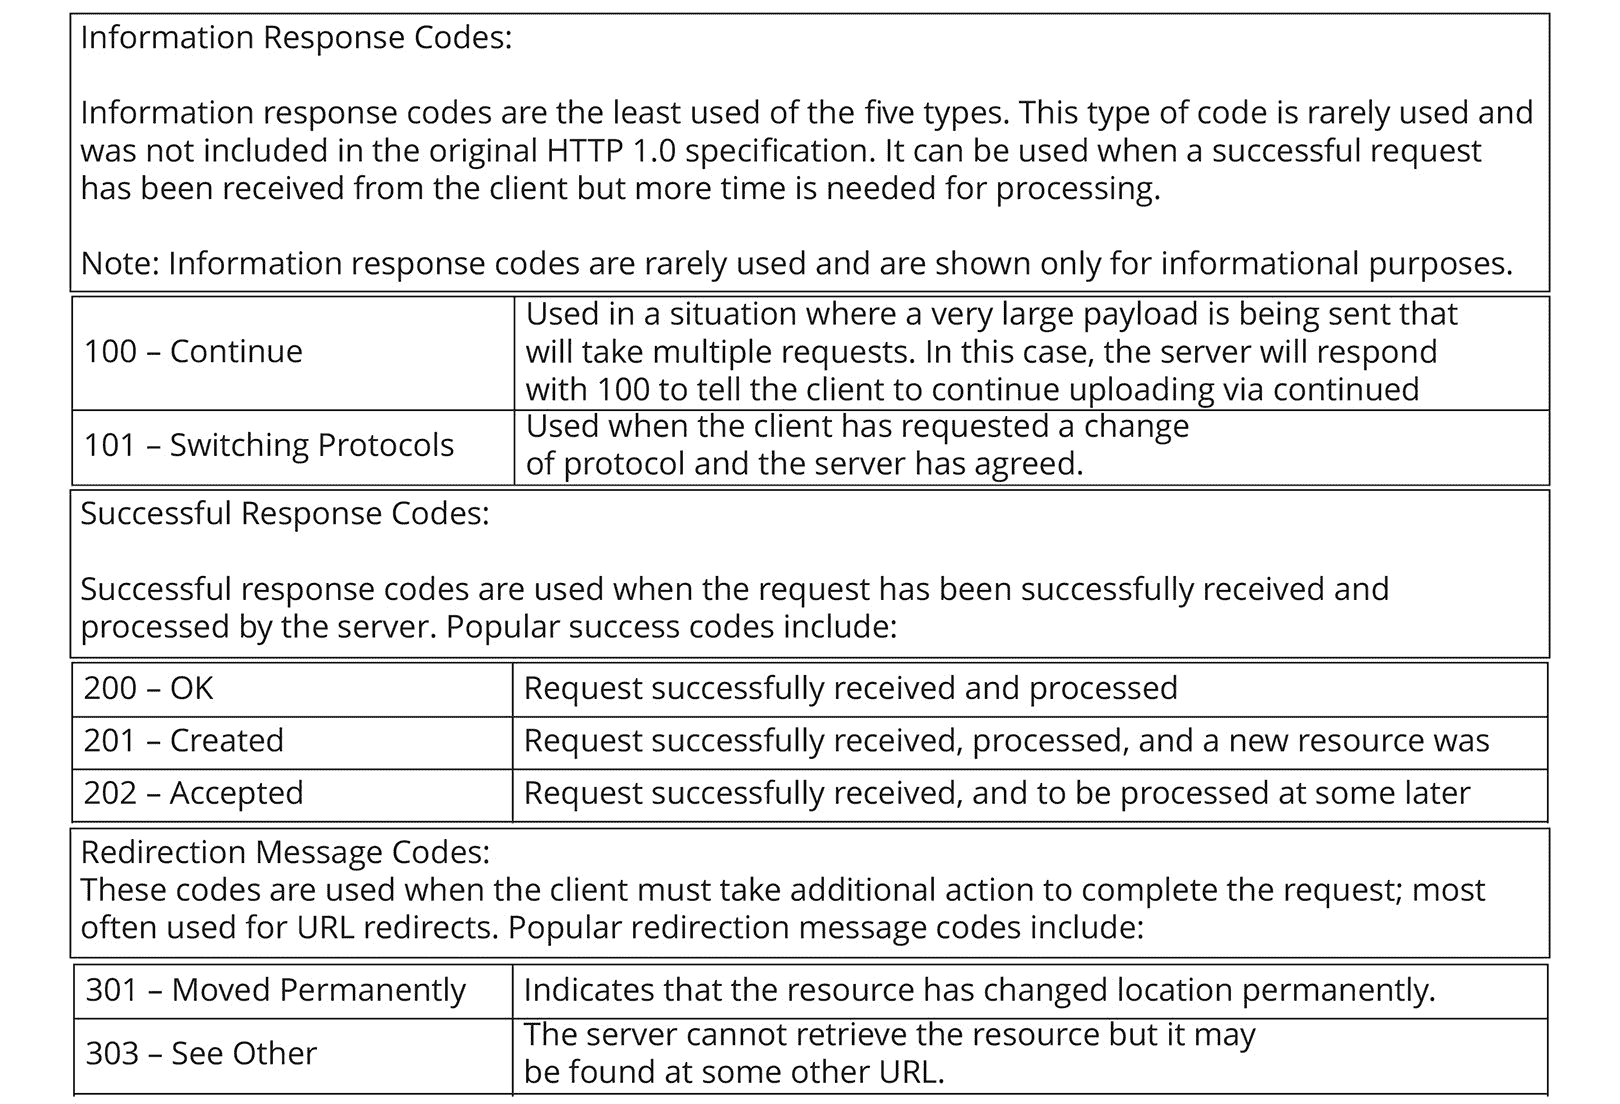 Information Response Codes:
Information response codes are the least used of the five types. This type of code is rarely used and
was not included in the original HTTP 1.0 specification. It can be used when a successful request
has been received from the client but more time is needed for processing.
Note: Information response codes are rarely used and are shown only for informational purposes.
100 – Continue
Used in a situation where a very large payload is being sent that
will take multiple requests. In this case, the server will respond
with 100 to tell the client to continue uploading via continued
101 – Switching Protocols
Used when the client has requested a change
of protocol and the server has agreed.
Successful Response Codes:
Successful response codes are used when the request has been successfully received and
processed by the server. Popular success codes include:
200 – OK
Request successfully received and processed
201 – Created
Request successfully received, processed, and a new resource was
202 – Accepted
Request successfully received, and to be processed at some later
Redirection Message Codes:
These codes are used when the client must take additional action to complete the request; most
often used for URL redirects. Popular redirection message codes include:
301 – Moved Permanently
Indicates that the resource has changed location permanently.
303 – See Other
The server cannot retrieve the resource but it may
be found at some other URL.